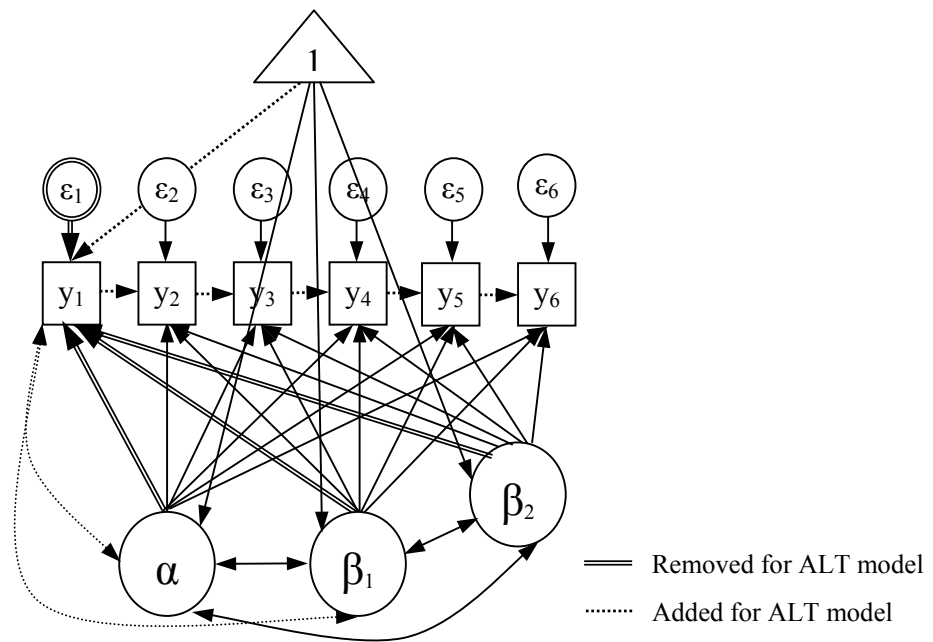 1
ε1 ε2 ε3 ε4 ε5 ε6
y1 y2 y3 y4 y5 y6
β2
α β1
Removed for ALT model
Added for ALT model